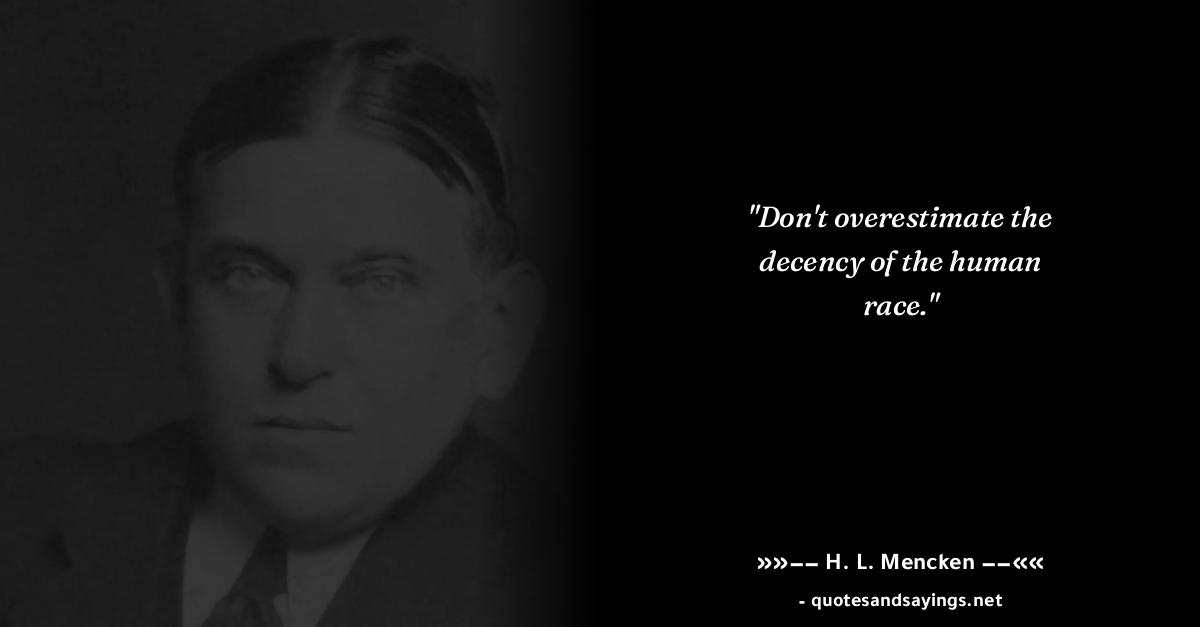 "Don't overestimate the
decency of the human
race."
»»−− H. L. Mencken −−««
- quotesandsayings.net